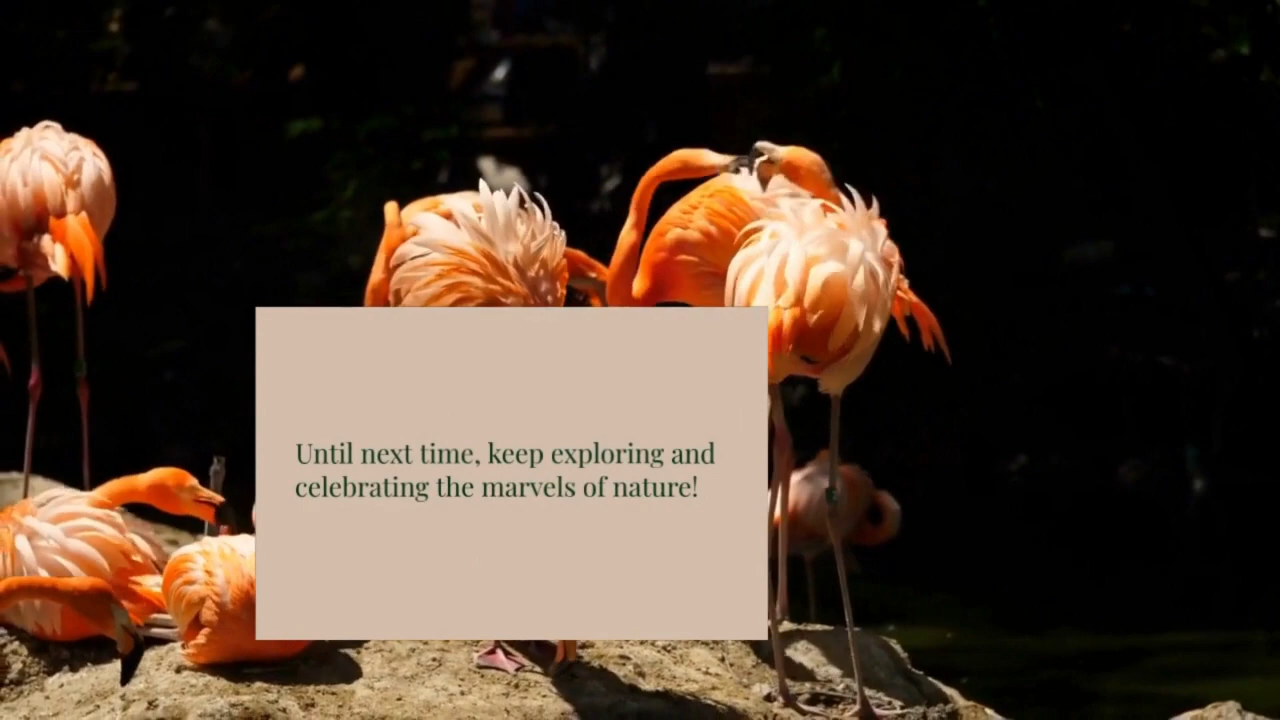 Until next time, keep exploring and
celebrating the marvels of nature!